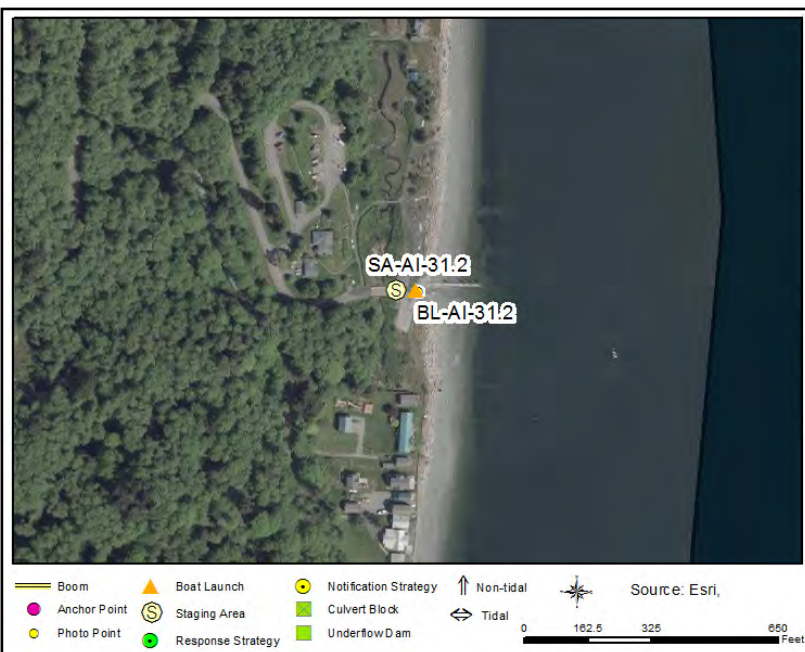 SA-AI-31.2
S
BL-AI-31.2
Boom
Boat Launch
Notification Strategy
Non-tidal
Source: Esri,
Anchor Point
S
Staging Area
Culvert Block
Tidal
Photo Point
Response Strategy
Underflow Dam
0 162.5 325 650
Feet